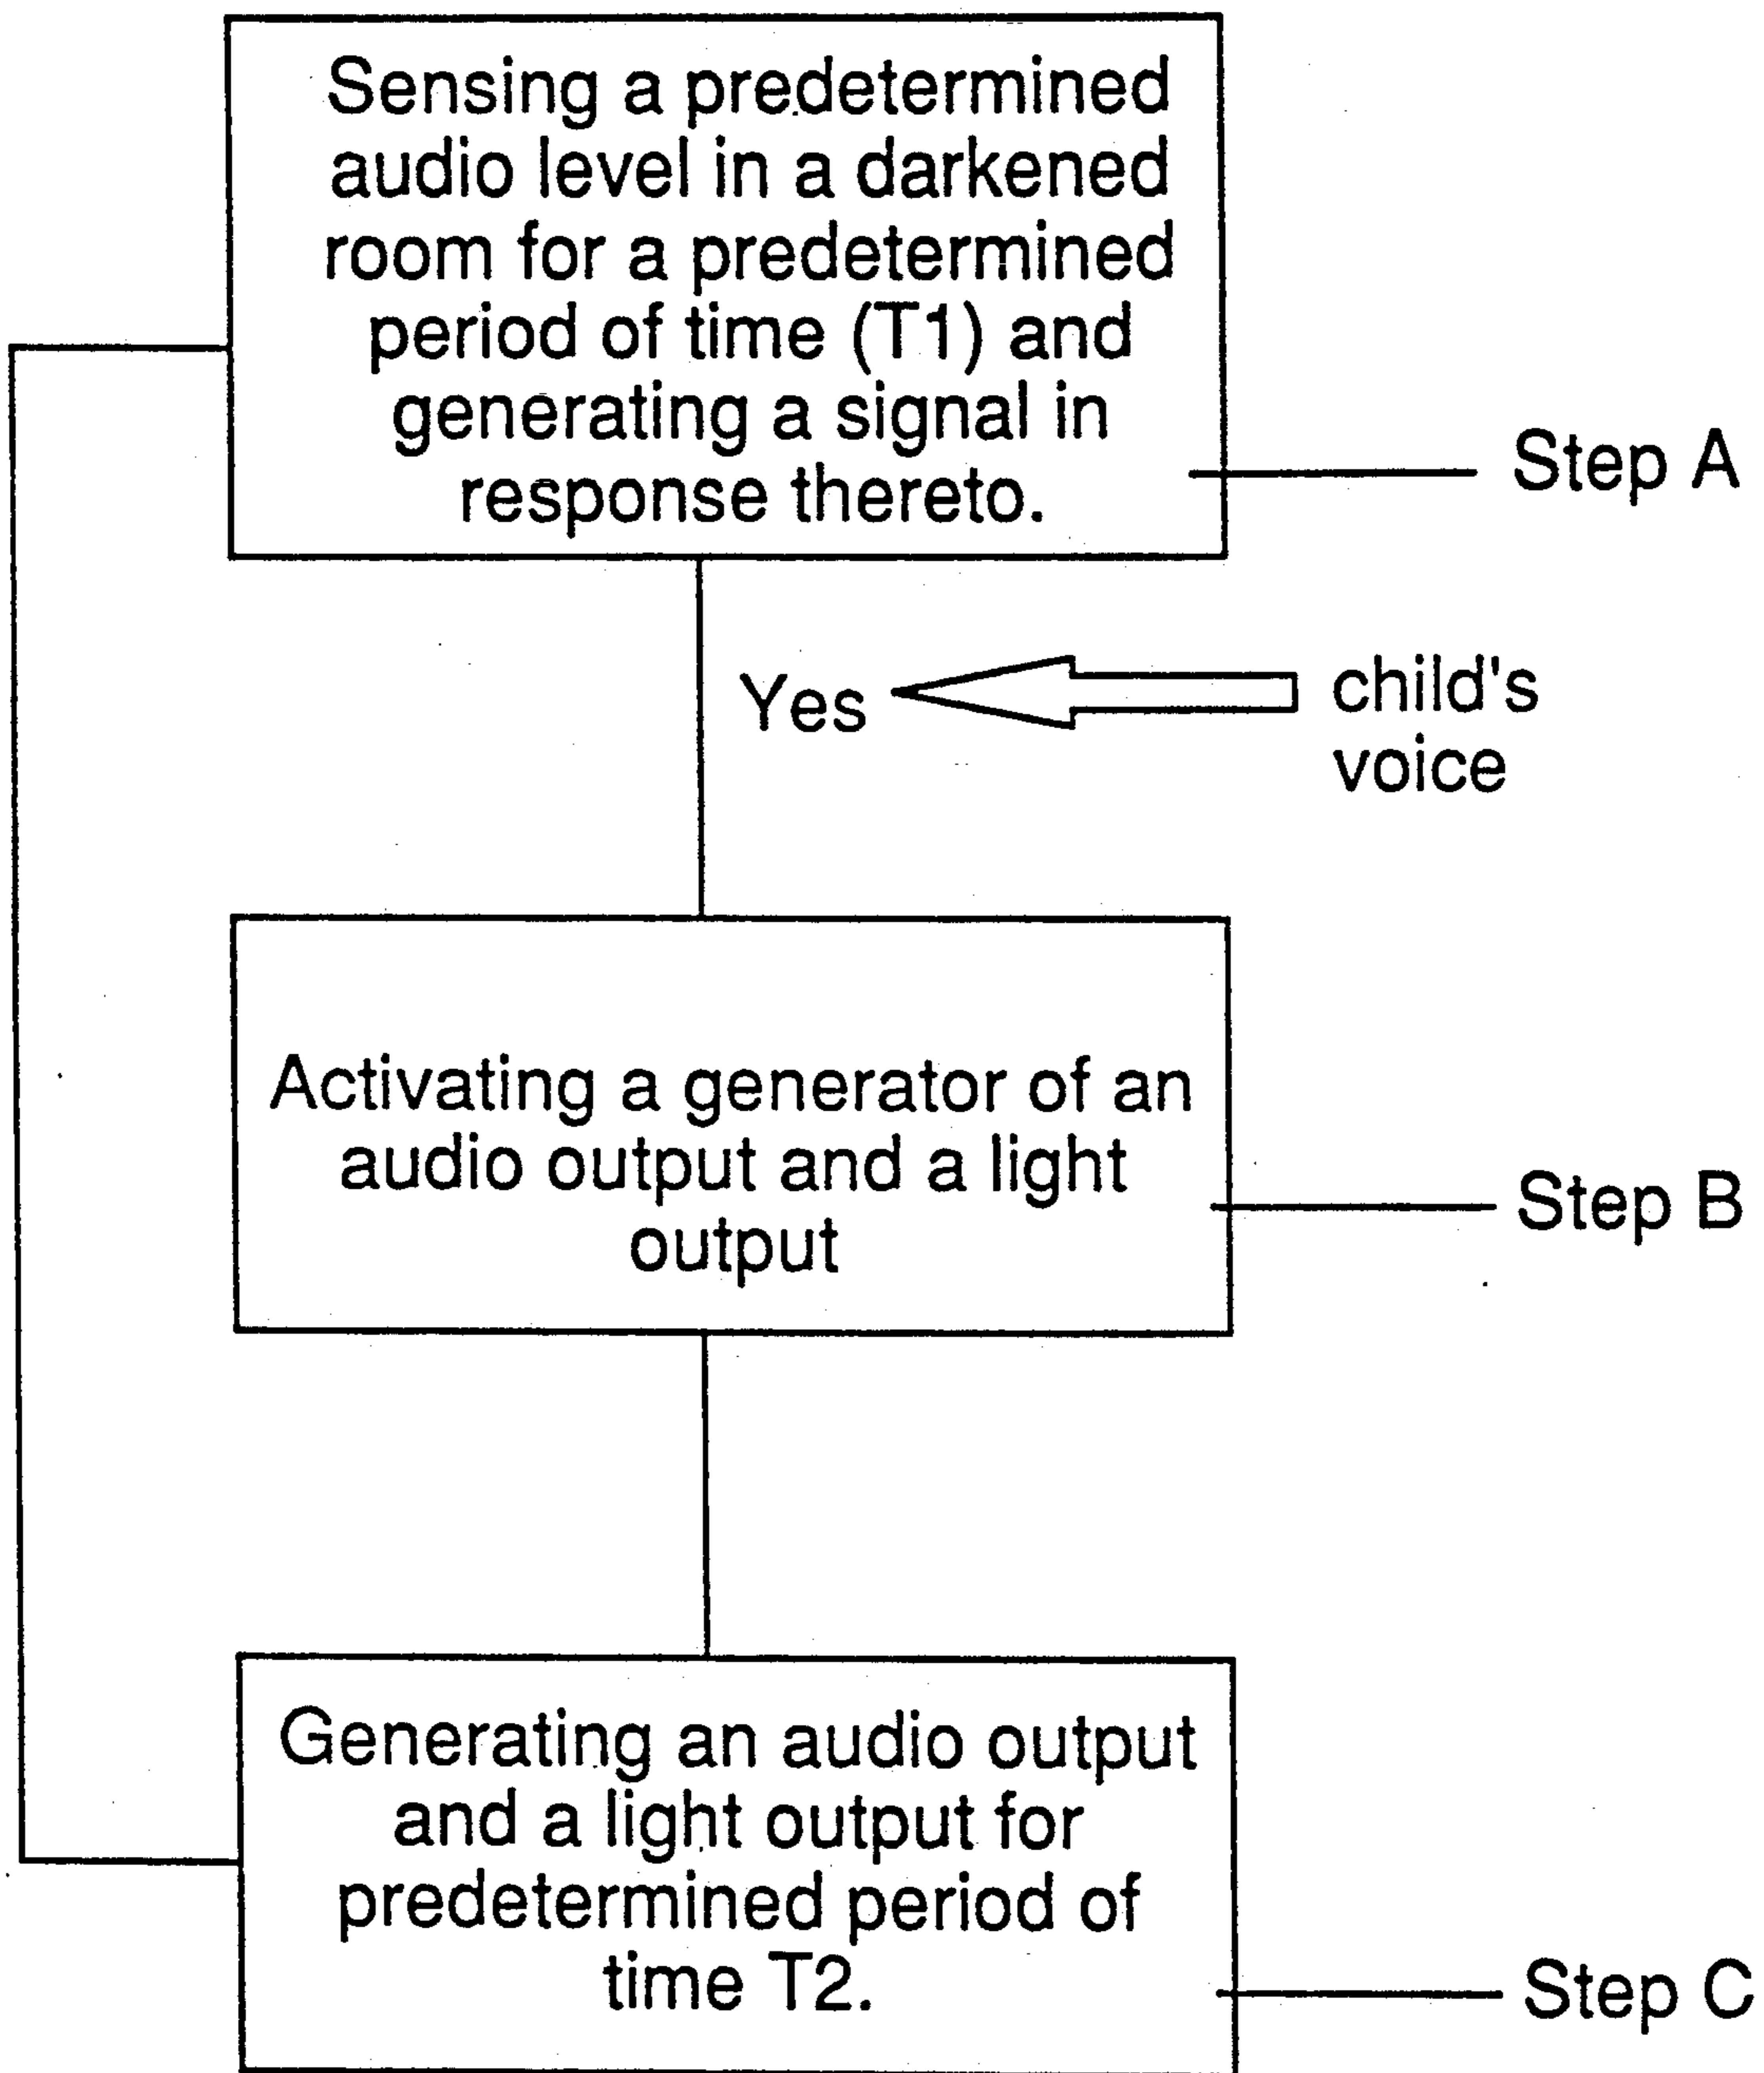 Sensing a predetermined
audio level in a darkened
room for a predetermined
period of time (T1) and
generating a signal in
response thereto.
Step A
Yes
child's
voice
Activating a generator of an
audio output and a light
output
Step B
Generating an audio output
and a light output for
predetermined period of
time T2.
Step C